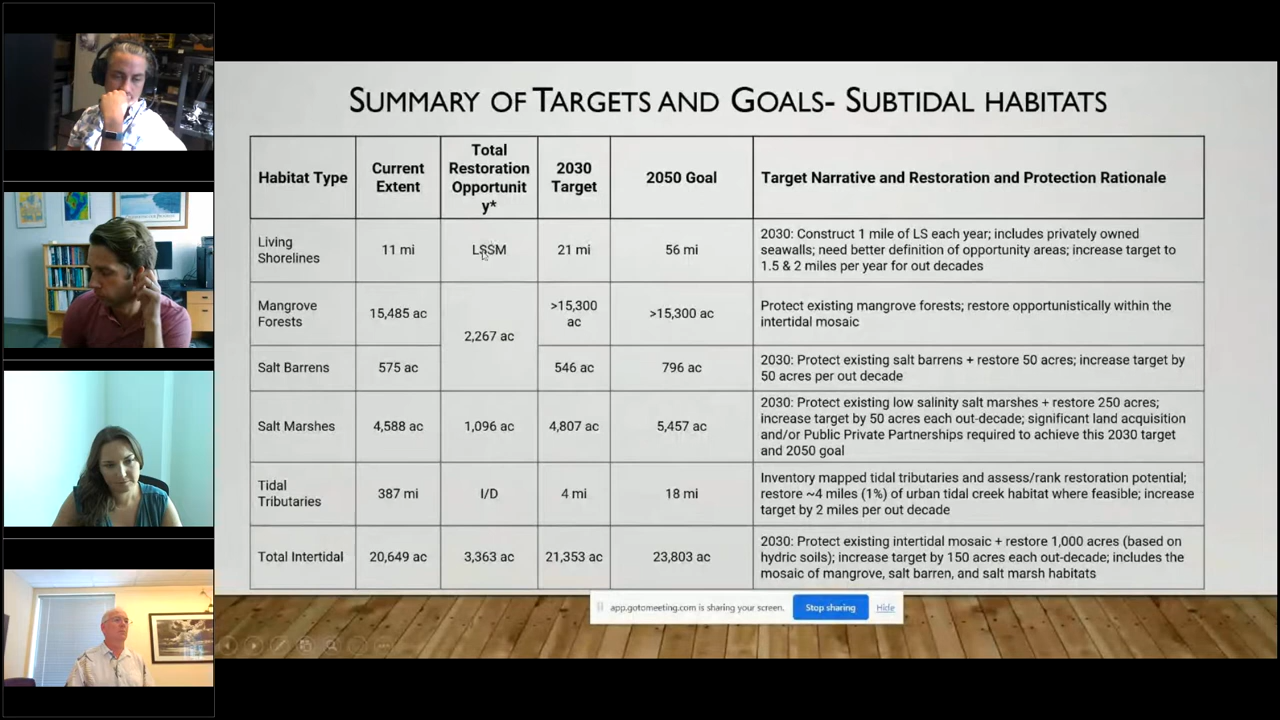 SUMMARY OF TARGETS AND GOALS- SUBTIDAL HABITATS
Habitat Type
Current
Extent
Total
Restoration
Opportunit
y*
2030
Target
2050 Goal
Target Narrative and Restoration and Protection Rationale
Living
Shorelines
11 mi
LSSM
21 mi
56 mi
2030: Construct 1 mile of LS each year; includes privately owned
seawalls; need better definition of opportunity areas; increase target to
1.5 & 2 miles per year for out decades
Mangrove
Forests
15,485 ac
2,267 ac
>15,300
ac
>15,300 ac
Protect existing mangrove forests; restore opportunistically within the
intertidal mosaic
Salt Barrens
575 ac
546 ac
796 ac
2030: Protect existing salt barrens + restore 50 acres; increase target by
50 acres per out decade
Salt Marshes
4,588 ac
1,096 ac
4,807 ac
5,457 ac
2030: Protect existing low salinity salt marshes + restore 250 acres;
increase target by 50 acres each out-decade; significant land acquisition
and/or Public Private Partnerships required to achieve this 2030 target
and 2050 goal
Tidal
Tributaries
387 mi
I/D
4 mi
18 mi
Inventory mapped tidal tributaries and assess/rank restoration potential;
restore ~4 miles (1%) of urban tidal creek habitat where feasible; increase
target by 2 miles per out decade
Total Intertidal
20,649 ac
3,363 ac
21,353 ac
23,803 ac
2030: Protect existing intertidal mosaic + restore 1,000 acres (based on
hydric soils); increase target by 150 acres each out-decade; includes the
mosaic of mangrove, salt barren, and salt marsh habitats
app.gotomeeting.com is sharing your screen.
Stop sharing
Hide